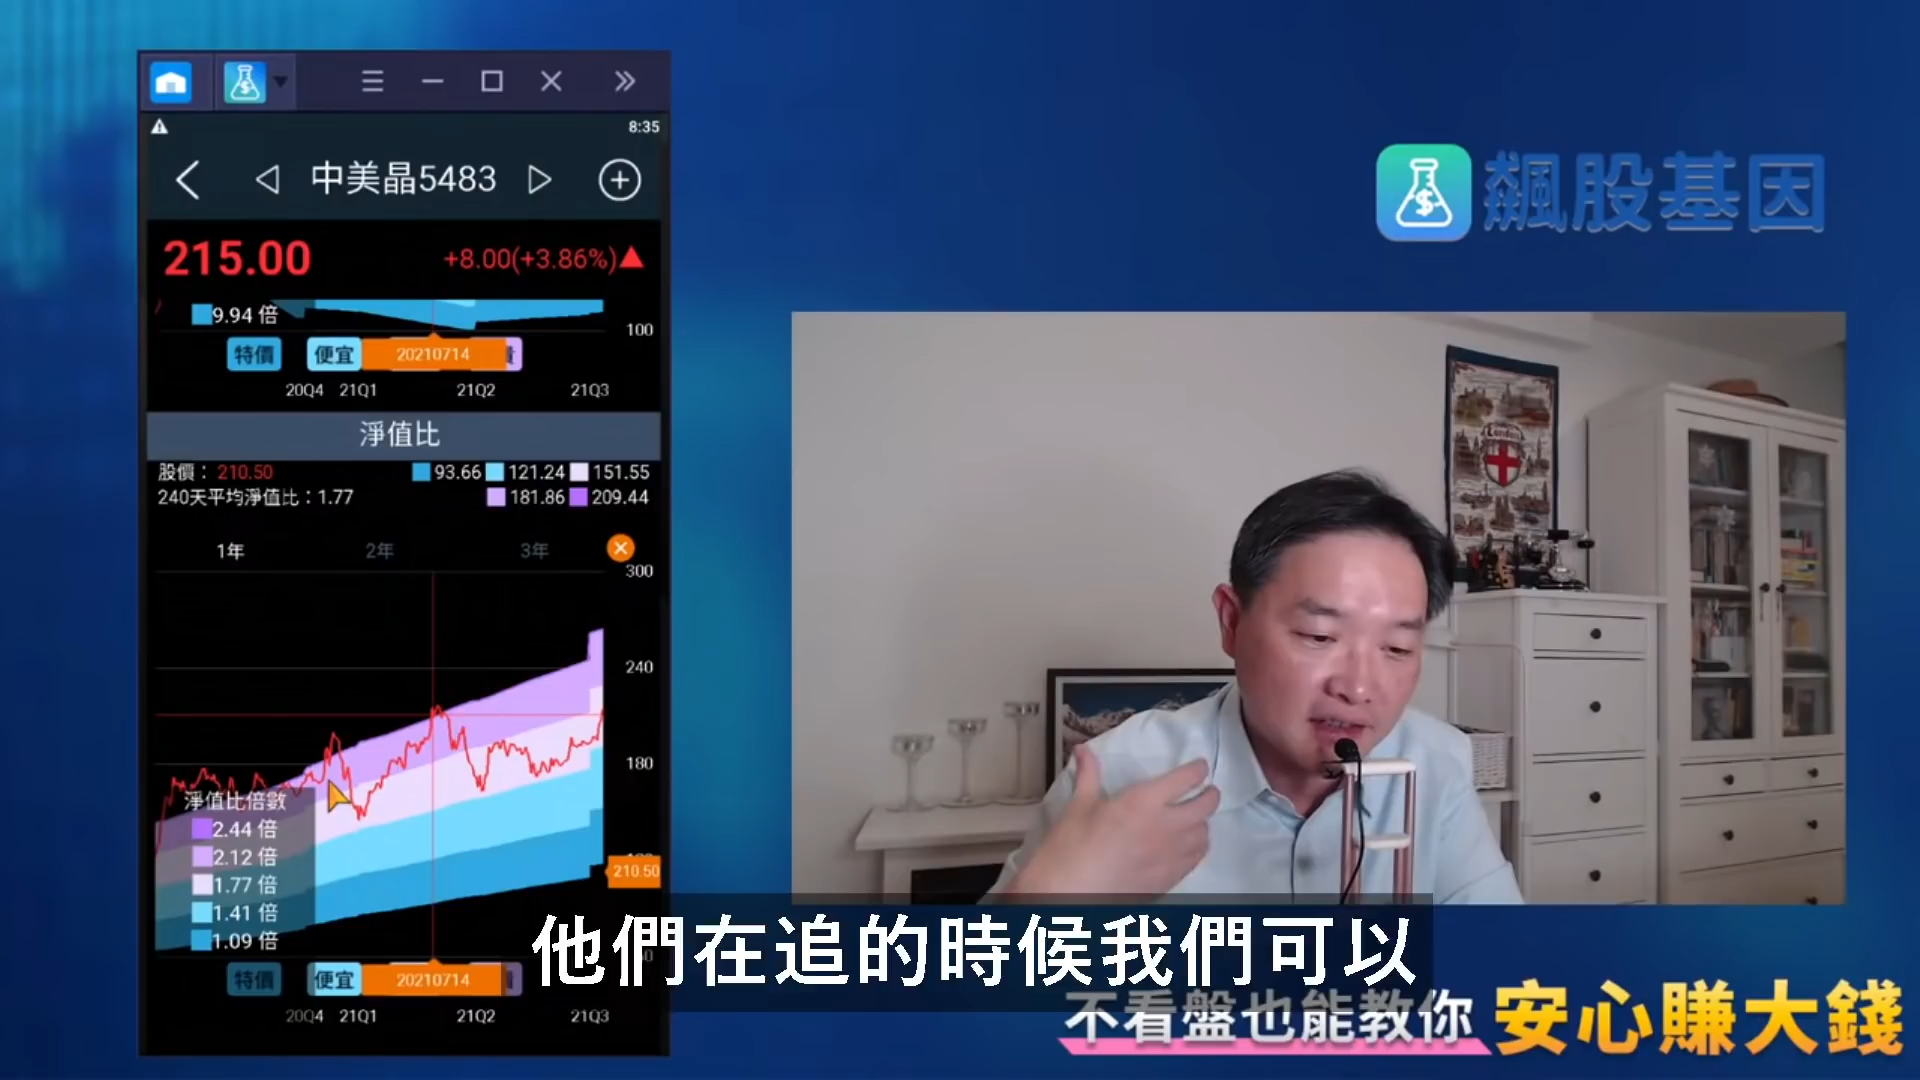 8:35
中美晶5483
215.00
+8.00(+3.86%)
9.94 倍
100
特價 便宜 20210714
20Q4 21Q1 21Q2 21Q3
淨值比
股價：210.50
93.66 121.24 151.55
240天平均淨值比：1.77
181.86 209.44
1年 2年 3年
300
240
180
淨值比倍數
2.44 倍
2.12 倍
1.77 倍
1.41 倍
1.09 倍
210.50
特價 便宜 20210714
20Q4 21Q1 21Q2 21Q3
飆股基因
London
他們在追的時候我們可以
不看盤也能教你 安心賺大錢